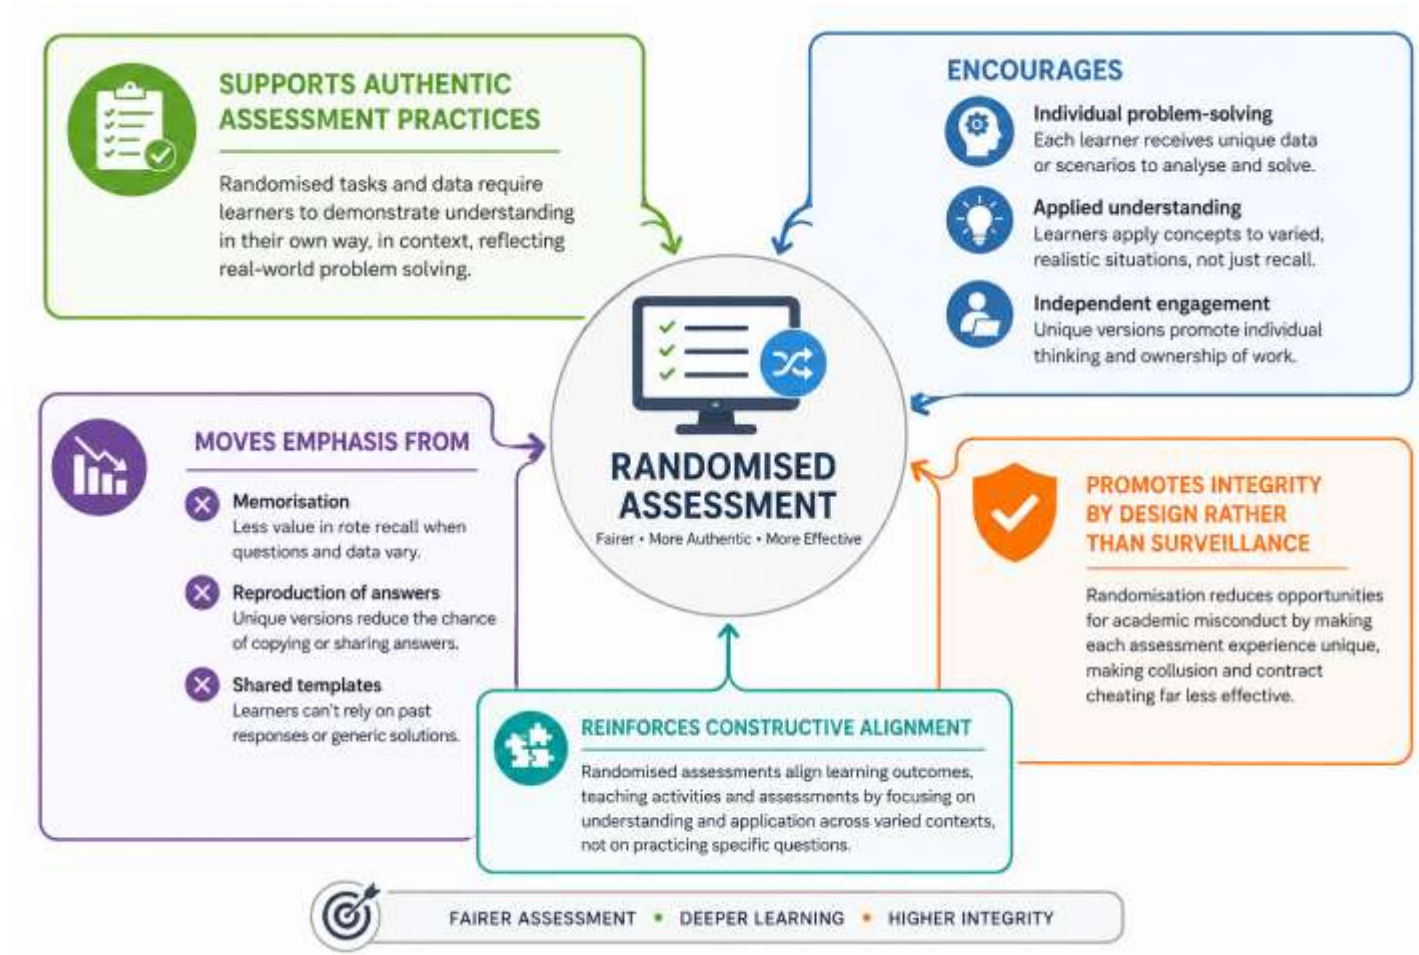 SUPPORTS AUTHENTIC
ASSESSMENT PRACTICES
Randomised tasks and data require
learners to demonstrate understanding
in their own way, in context, reflecting
real-world problem solving.
ENCOURAGES
Individual problem-solving
Each learner receives unique data
or scenarios to analyse and solve.
Applied understanding
Learners apply concepts to varied,
realistic situations, not just recall.
Independent engagement
Unique versions promote individual
thinking and ownership of work.
RANDOMISED
ASSESSMENT
Fairer • More Authentic • More Effective
MOVES EMPHASIS FROM
Memorisation
Less value in rote recall when
questions and data vary.
Reproduction of answers
Unique versions reduce the chance
of copying or sharing answers.
Shared templates
Learners can't rely on past
responses or generic solutions.
PROMOTES INTEGRITY
BY DESIGN RATHER
THAN SURVEILLANCE
Randomisation reduces opportunities
for academic misconduct by making
each assessment experience unique,
making collusion and contract
cheating far less effective.
REINFORCES CONSTRUCTIVE ALIGNMENT
Randomised assessments align learning outcomes,
teaching activities and assessments by focusing on
understanding and application across varied contexts,
not on practicing specific questions.
FAIRER ASSESSMENT • DEEPER LEARNING • HIGHER INTEGRITY